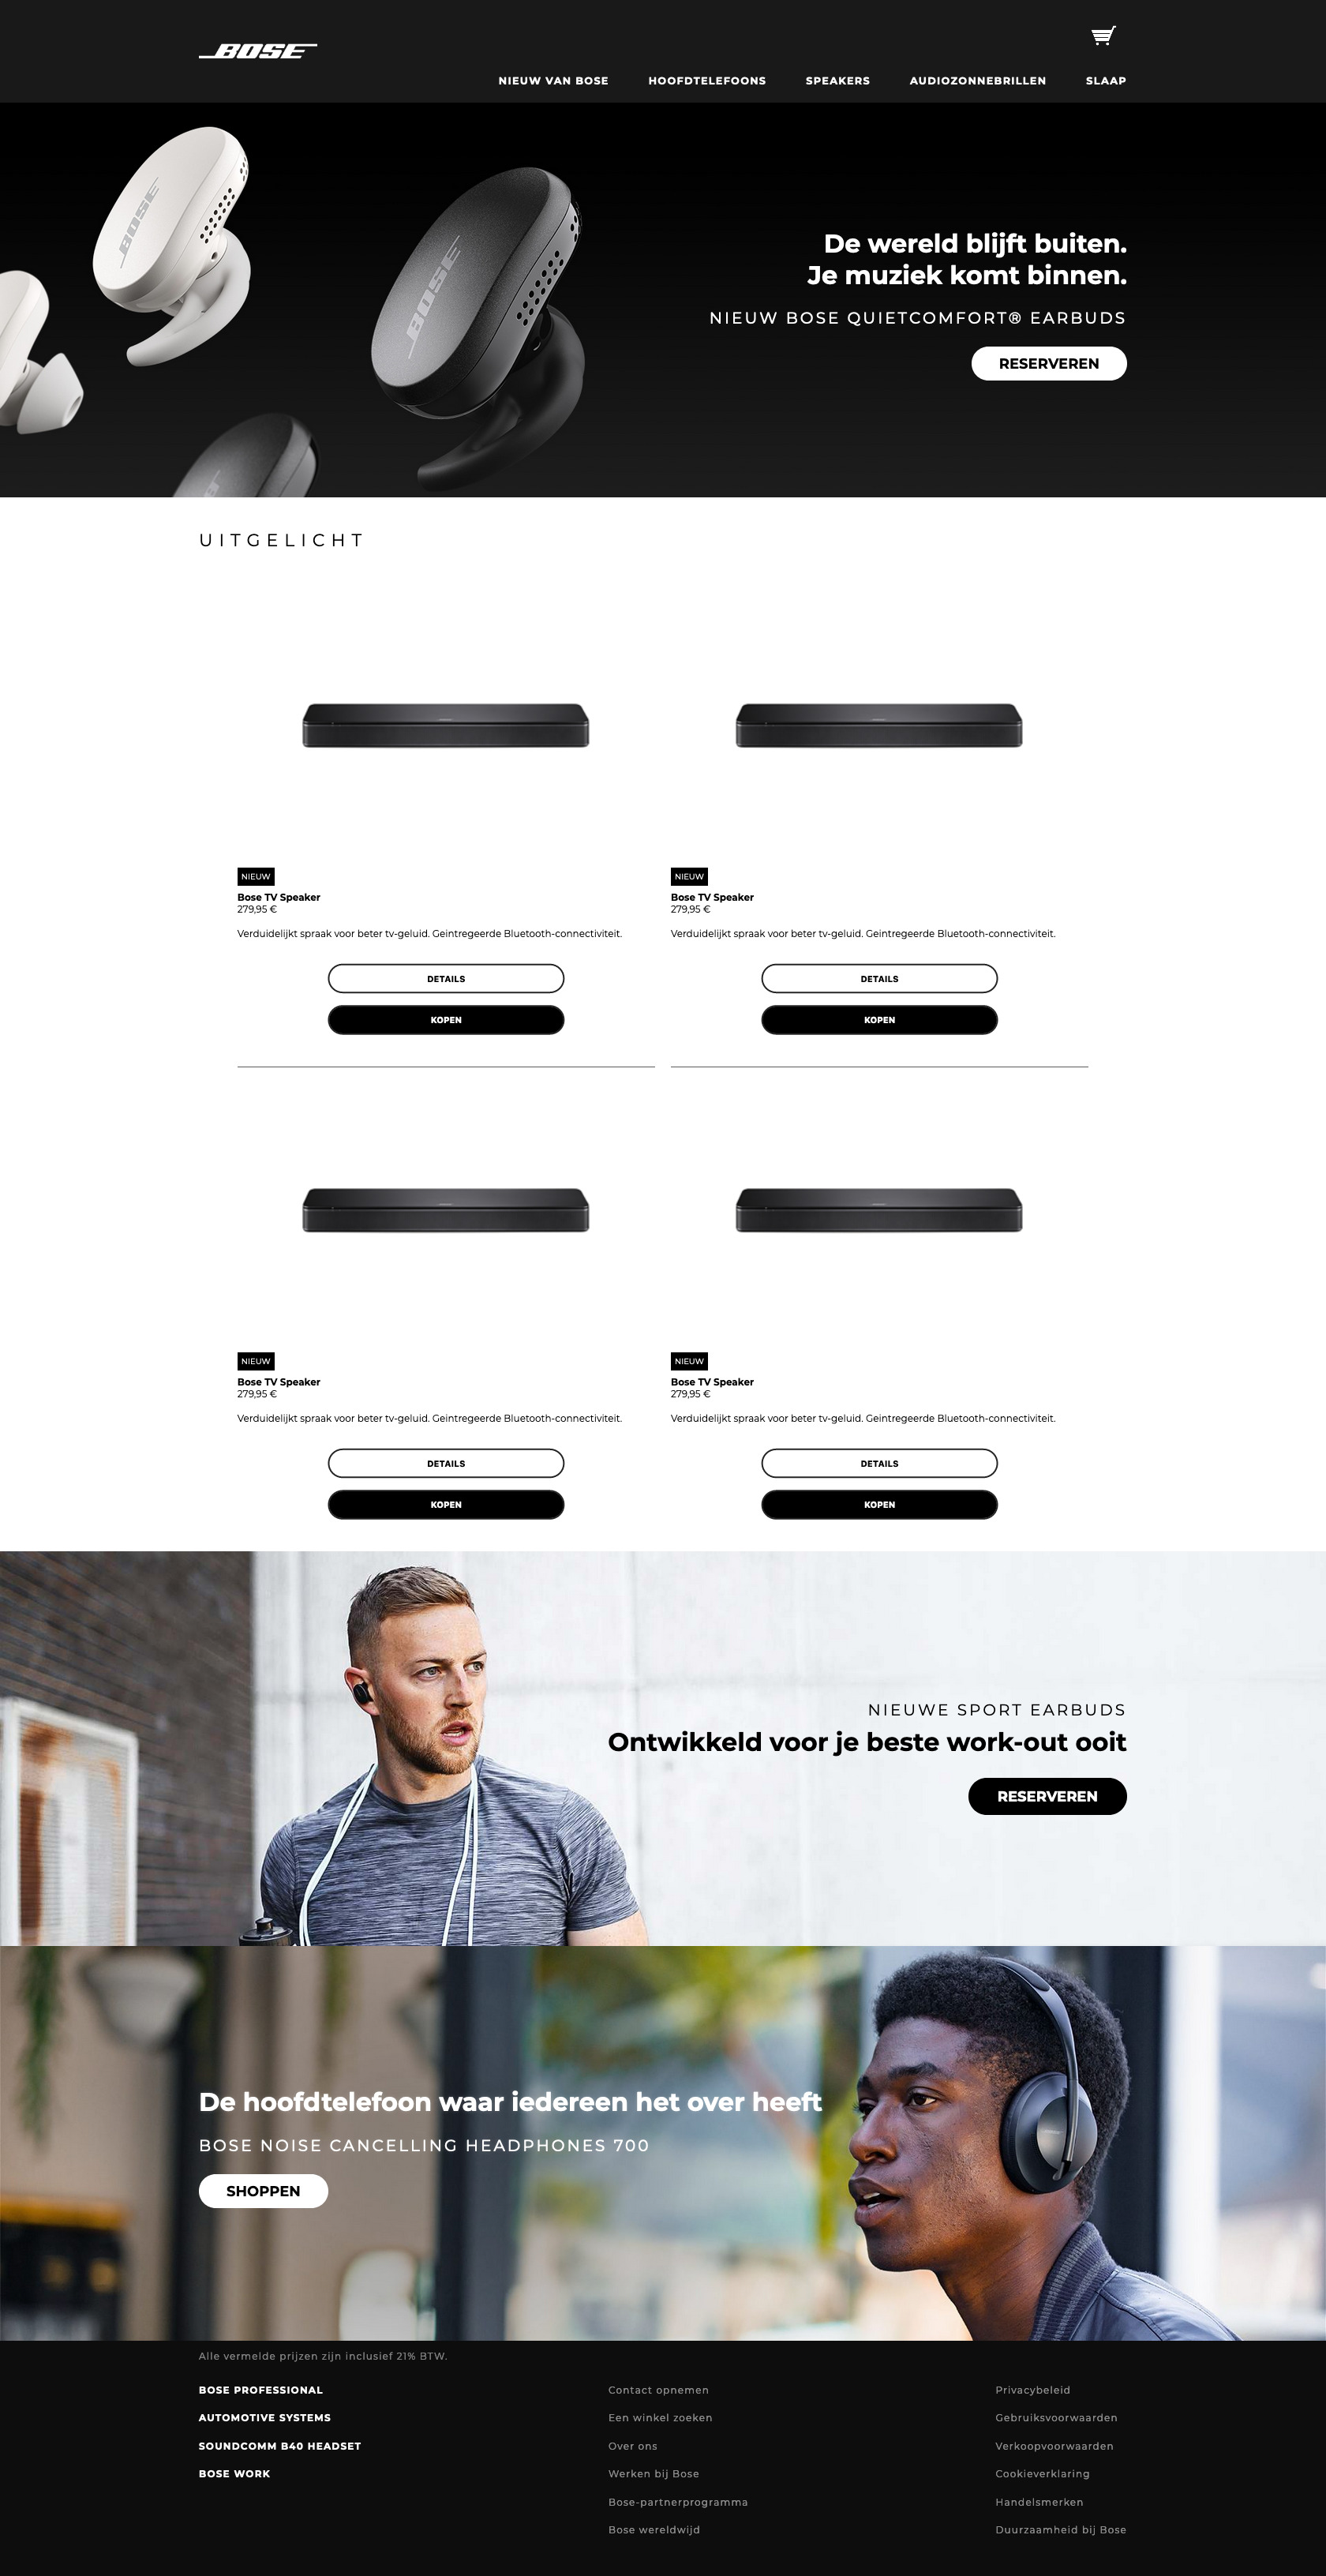 BOSE
NIEUW VAN BOSE HOOFDTELEFOONS SPEAKERS AUDIOZONNEBRILLEN SLAAP
BOSE
BOSE
De wereld blijft buiten.
Je muziek komt binnen.
NIEUW BOSE QUIETCOMFORT® EARBUDS
RESERVEREN
UITGELICHT
NIEUW
Bose TV Speaker
279,95 €
Verduidelijkt spraak voor beter tv-geluid. Geintregeerde Bluetooth-connectiviteit.
DETAILS
KOPEN
NIEUW
Bose TV Speaker
279,95 €
Verduidelijkt spraak voor beter tv-geluid. Geintregeerde Bluetooth-connectiviteit.
DETAILS
KOPEN
NIEUW
Bose TV Speaker
279,95 €
Verduidelijkt spraak voor beter tv-geluid. Geintregeerde Bluetooth-connectiviteit.
DETAILS
KOPEN
NIEUW
Bose TV Speaker
279,95 €
Verduidelijkt spraak voor beter tv-geluid. Geintregeerde Bluetooth-connectiviteit.
DETAILS
KOPEN
NIEUWE SPORT EARBUDS
Ontwikkeld voor je beste work-out ooit
RESERVEREN
De hoofdtelefoon waar iedereen het over heeft
BOSE NOISE CANCELLING HEADPHONES 700
SHOPPEN
Alle vermelde prijzen zijn inclusief 21% BTW.
BOSE PROFESSIONAL
AUTOMOTIVE SYSTEMS
SOUNDCOMM B40 HEADSET
BOSE WORK
Contact opnemen
Een winkel zoeken
Over ons
Werken bij Bose
Bose-partnerprogramma
Bose wereldwijd
Privacybeleid
Gebruiksvoorwaarden
Verkoopvoorwaarden
Cookieverklaring
Handelsmerken
Duurzaamheid bij Bose